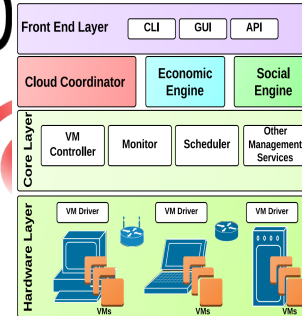 Front End Layer
CLI
GUI
API
Cloud Coordinator
Economic
Engine
Social
Engine
Core Layer
VM
Controller
Monitor
Scheduler
Other
Management
Services
Hardware Layer
VM Driver
VM Driver
VM Driver
VMs
VMs
VMs